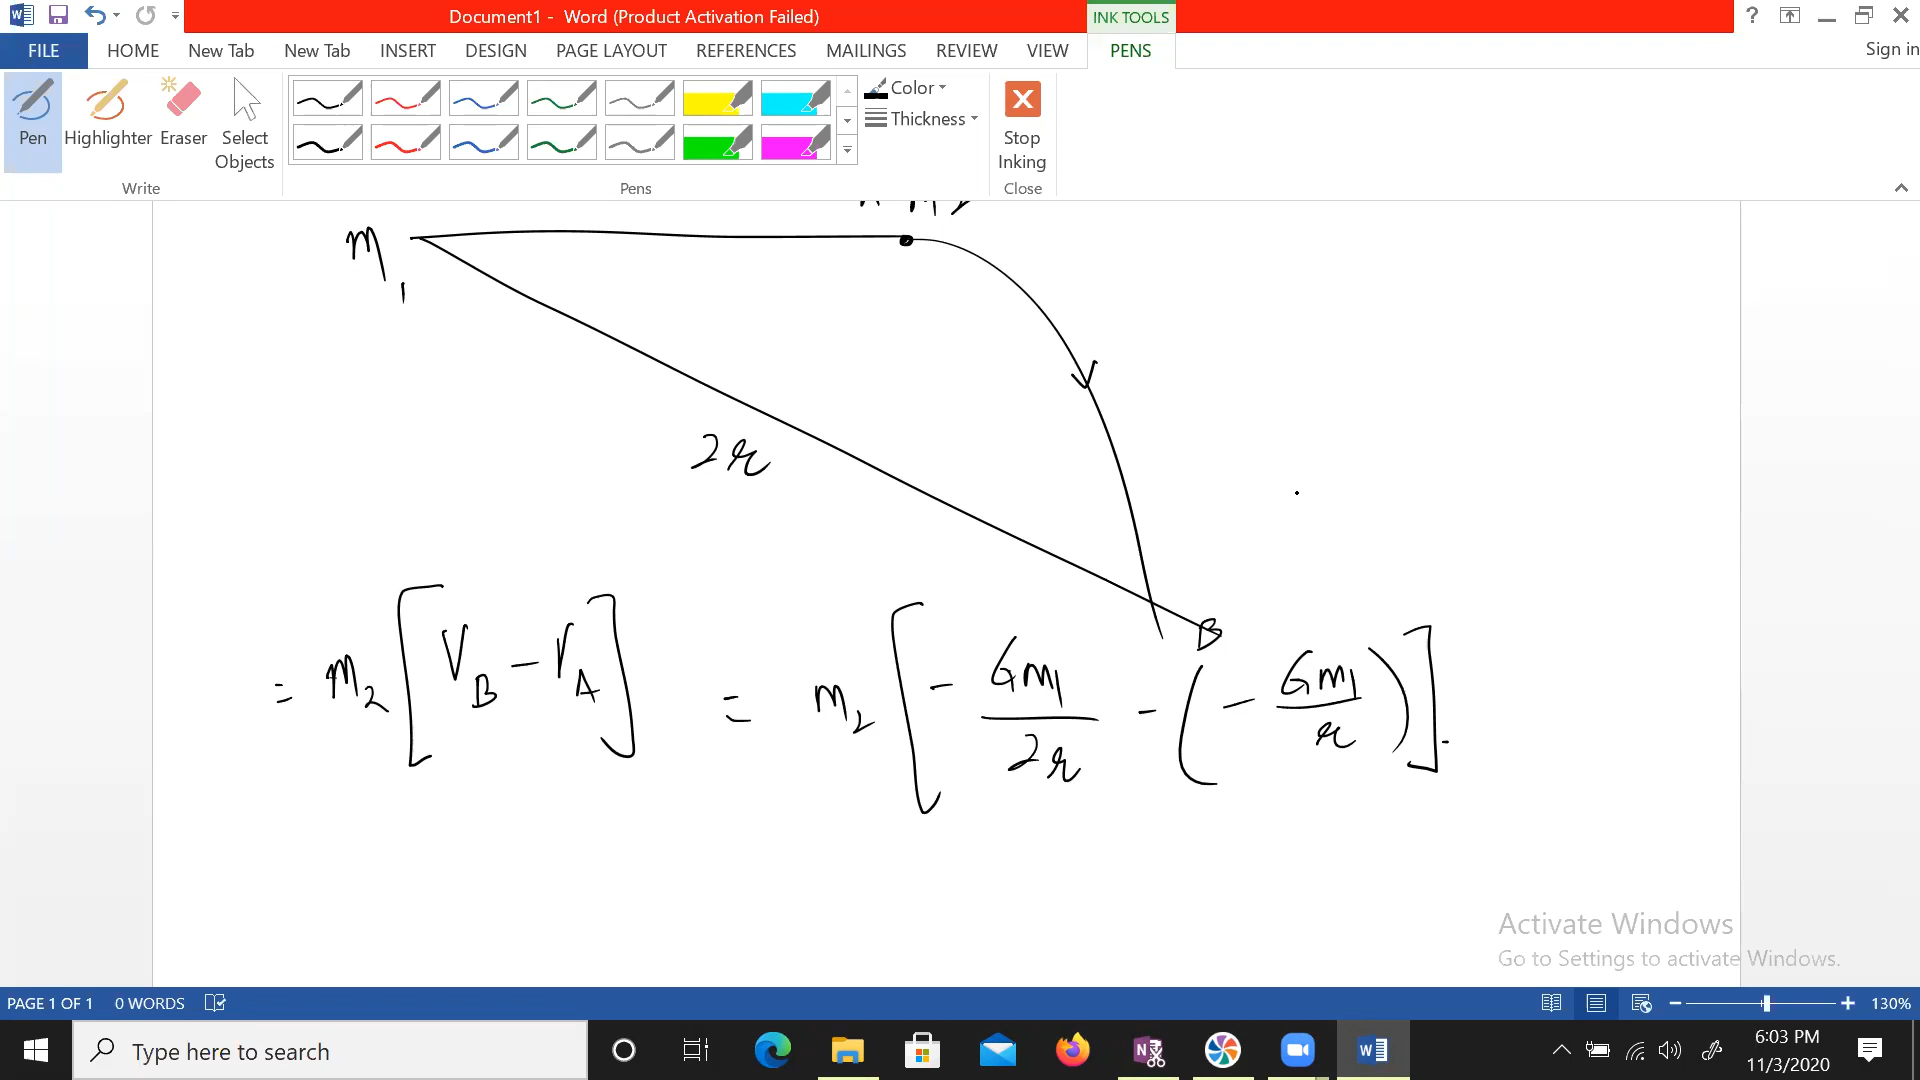 Document1 - Word (Product Activation Failed)
INK TOOLS
FILE HOME New Tab New Tab INSERT DESIGN PAGE LAYOUT REFERENCES MAILINGS REVIEW VIEW PENS Sign in
Pen Highlighter Eraser Select Objects
Color
Thickness
Stop Inking
Write Pens Close
m₁
2r
B
= m₂ [V_B - V_A] = m₂ [- Gm₁/2r - (- Gm₁/r)].
Activate Windows
Go to Settings to activate Windows.
PAGE 1 OF 1 0 WORDS 130%
Type here to search
6:03 PM
11/3/2020